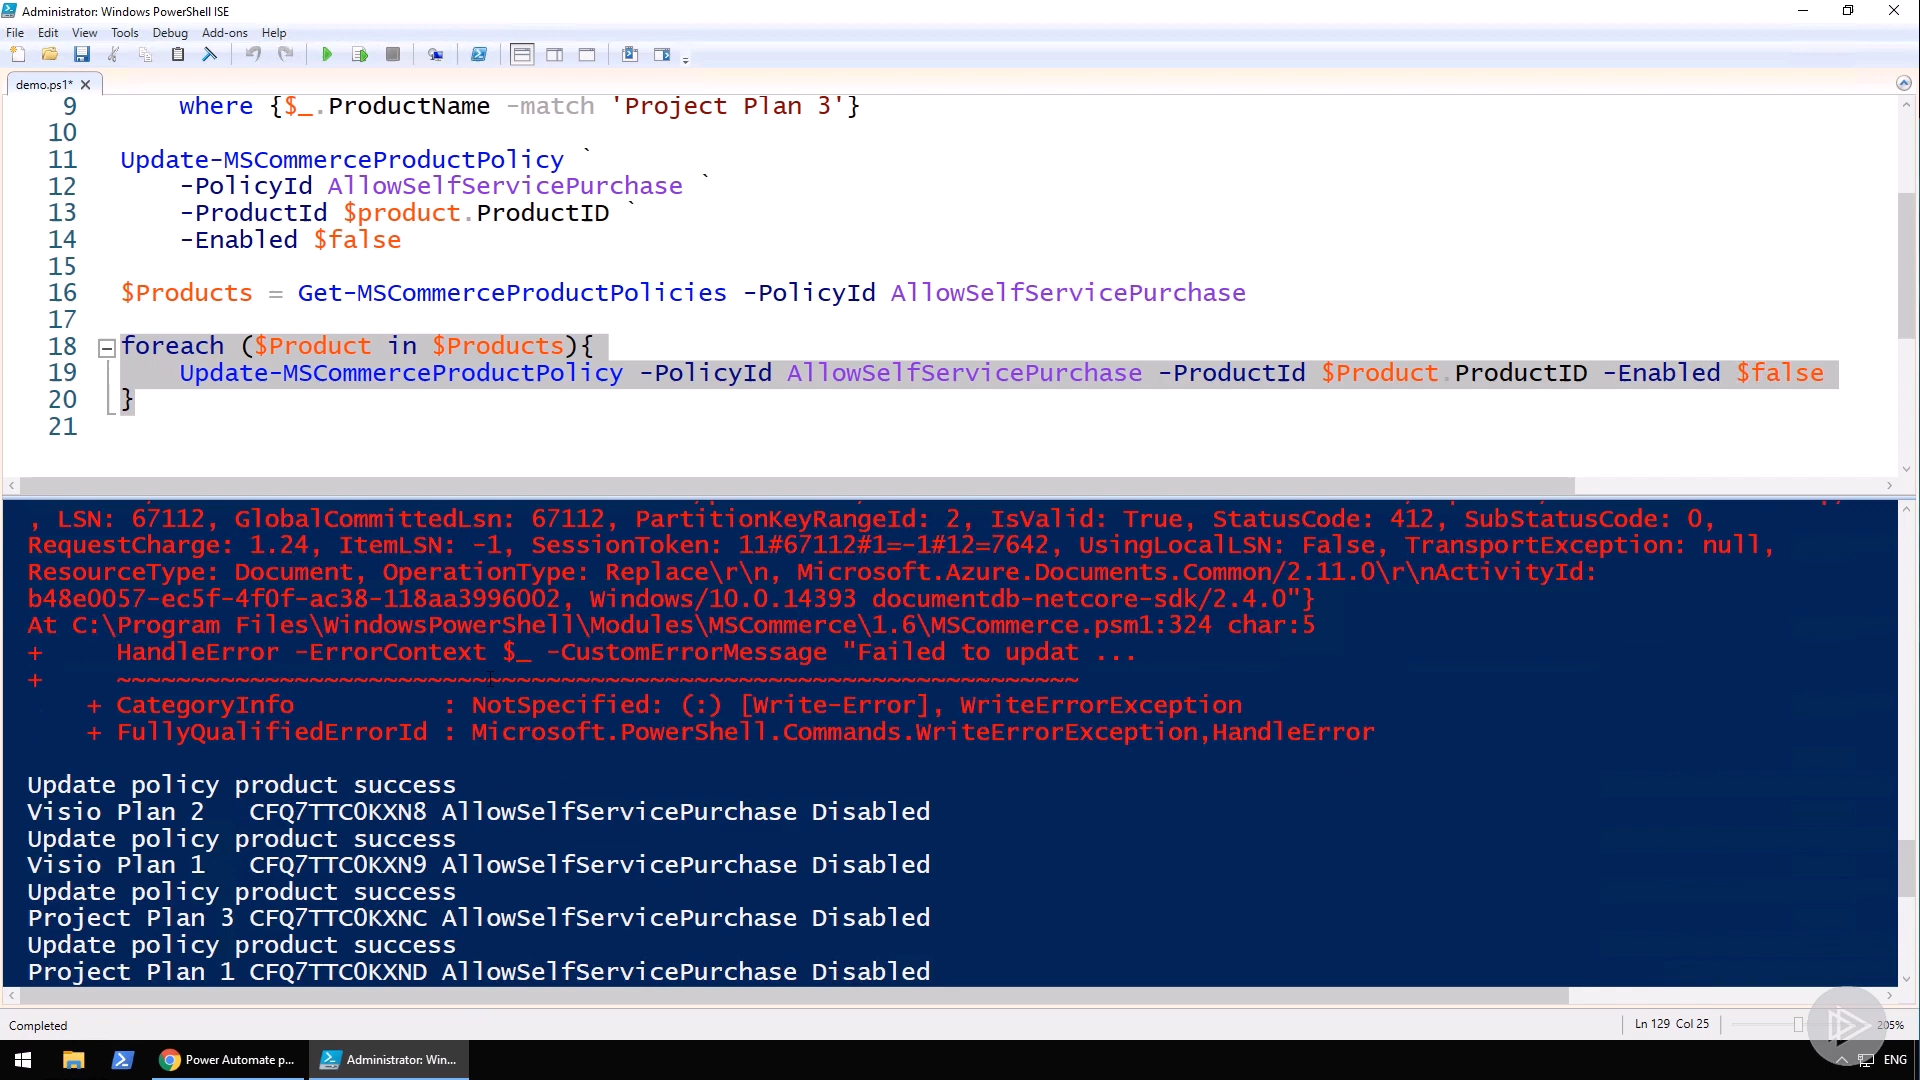 Administrator: Windows PowerShell ISE
File Edit View Tools Debug Add-ons Help
demo.ps1*
9 where {$_.ProductName -match 'Project Plan 3'}
10
11 Update-MSCommerceProductPolicy `
12 -PolicyId AllowSelfServicePurchase `
13 -ProductId $product.ProductID `
14 -Enabled $false
15
16 $Products = Get-MSCommerceProductPolicies -PolicyId AllowSelfServicePurchase
17
18 foreach ($Product in $Products){
19 Update-MSCommerceProductPolicy -PolicyId AllowSelfServicePurchase -ProductId $Product.ProductID -Enabled $false
20 }
21
, LSN: 67112, GlobalCommittedLsn: 67112, PartitionKeyRangeId: 2, IsValid: True, StatusCode: 412, SubStatusCode: 0,
RequestCharge: 1.24, ItemLSN: -1, SessionToken: 11#67112#1=-1#12=7642, UsingLocalLSN: False, TransportException: null,
ResourceType: Document, OperationType: Replace\r\n, Microsoft.Azure.Documents.Common/2.11.0\r\nActivityId:
b48e0057-ec5f-4f0f-ac38-118aa3996002, Windows/10.0.14393 documentdb-netcore-sdk/2.4.0"}
At C:\Program Files\WindowsPowerShell\Modules\MSCommerce\1.6\MSCommerce.psm1:324 char:5
+ HandleError -ErrorContext $_ -CustomErrorMessage "Failed to updat ...
+ ~~~~~~~~~~~~~~~~~~~~~~~~~~~~~~~~~~~~~~~~~~~~~~~~~~~~~~~~~~~~~~~~~
+ CategoryInfo : NotSpecified: (:) [Write-Error], WriteErrorException
+ FullyQualifiedErrorId : Microsoft.PowerShell.Commands.WriteErrorException,HandleError
Update policy product success
Visio Plan 2 CFQ7TTC0KXN8 AllowSelfServicePurchase Disabled
Update policy product success
Visio Plan 1 CFQ7TTC0KXN9 AllowSelfServicePurchase Disabled
Update policy product success
Project Plan 3 CFQ7TTC0KXNC AllowSelfServicePurchase Disabled
Update policy product success
Project Plan 1 CFQ7TTC0KXND AllowSelfServicePurchase Disabled
Completed
Ln 129 Col 25
205%
Power Automate p...
Administrator: Win...
ENG